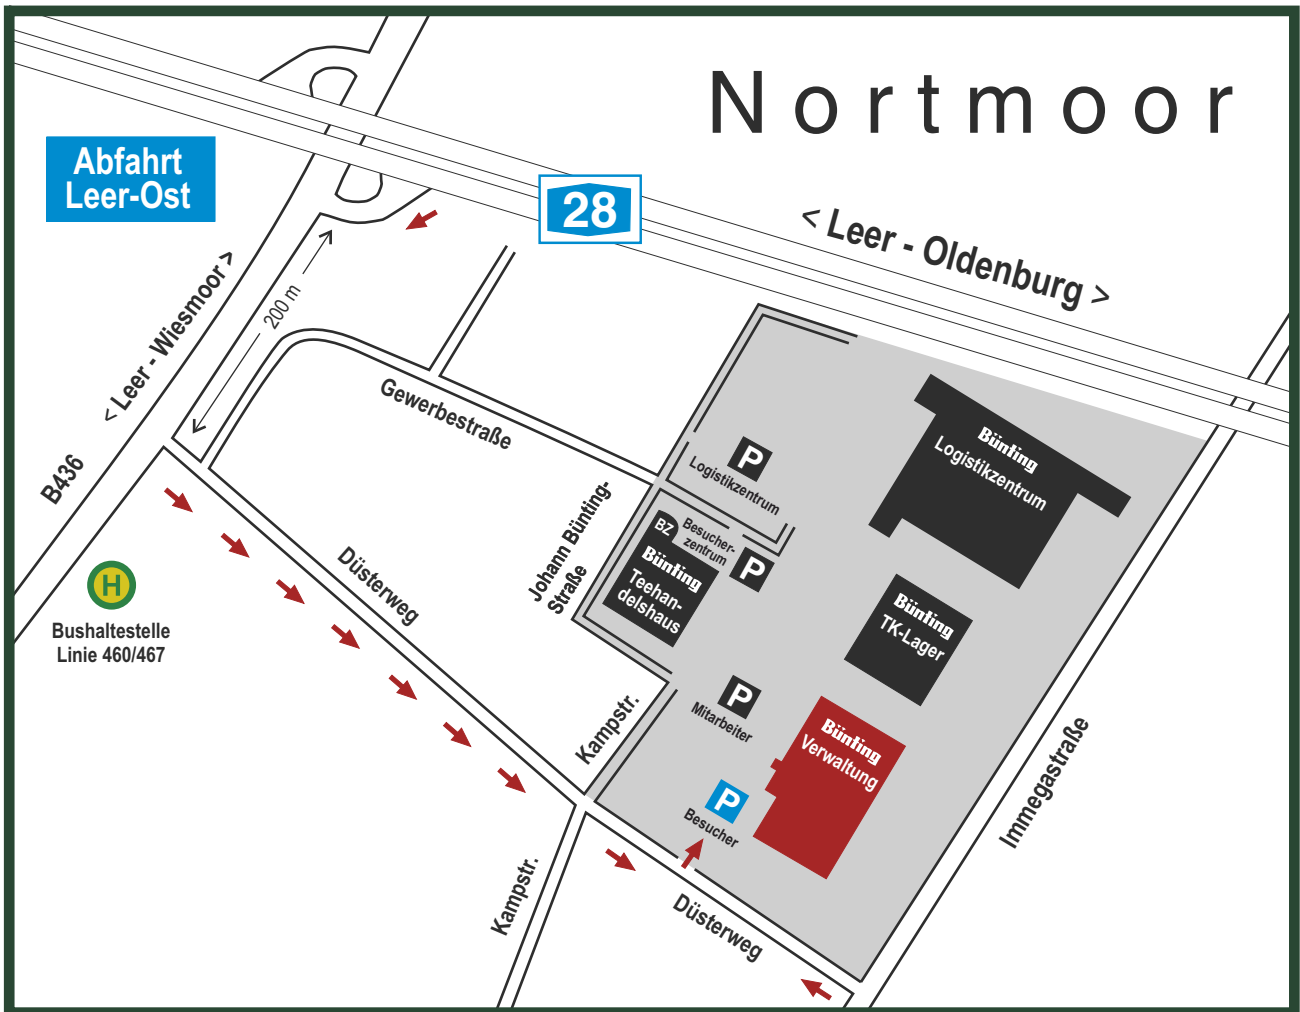 Nortmoor
Abfahrt
Leer-Ost
28
< Leer - Oldenburg >
< Leer - Wiesmoor >
200 m
B436
Gewerbestraße
H
Bushaltestelle
Linie 460/467
Düsterweg
Johann Bünting-
Straße
P
Logistikzentrum
Bünting
Logistikzentrum
BZ
Besucher-
zentrum
P
Bünting
Teehan-
delshaus
Bünting
TK-Lager
P
Mitarbeiter
Bünting
Verwaltung
P
Besucher
Kampstr.
Kampstr.
Düsterweg
Immegastraße